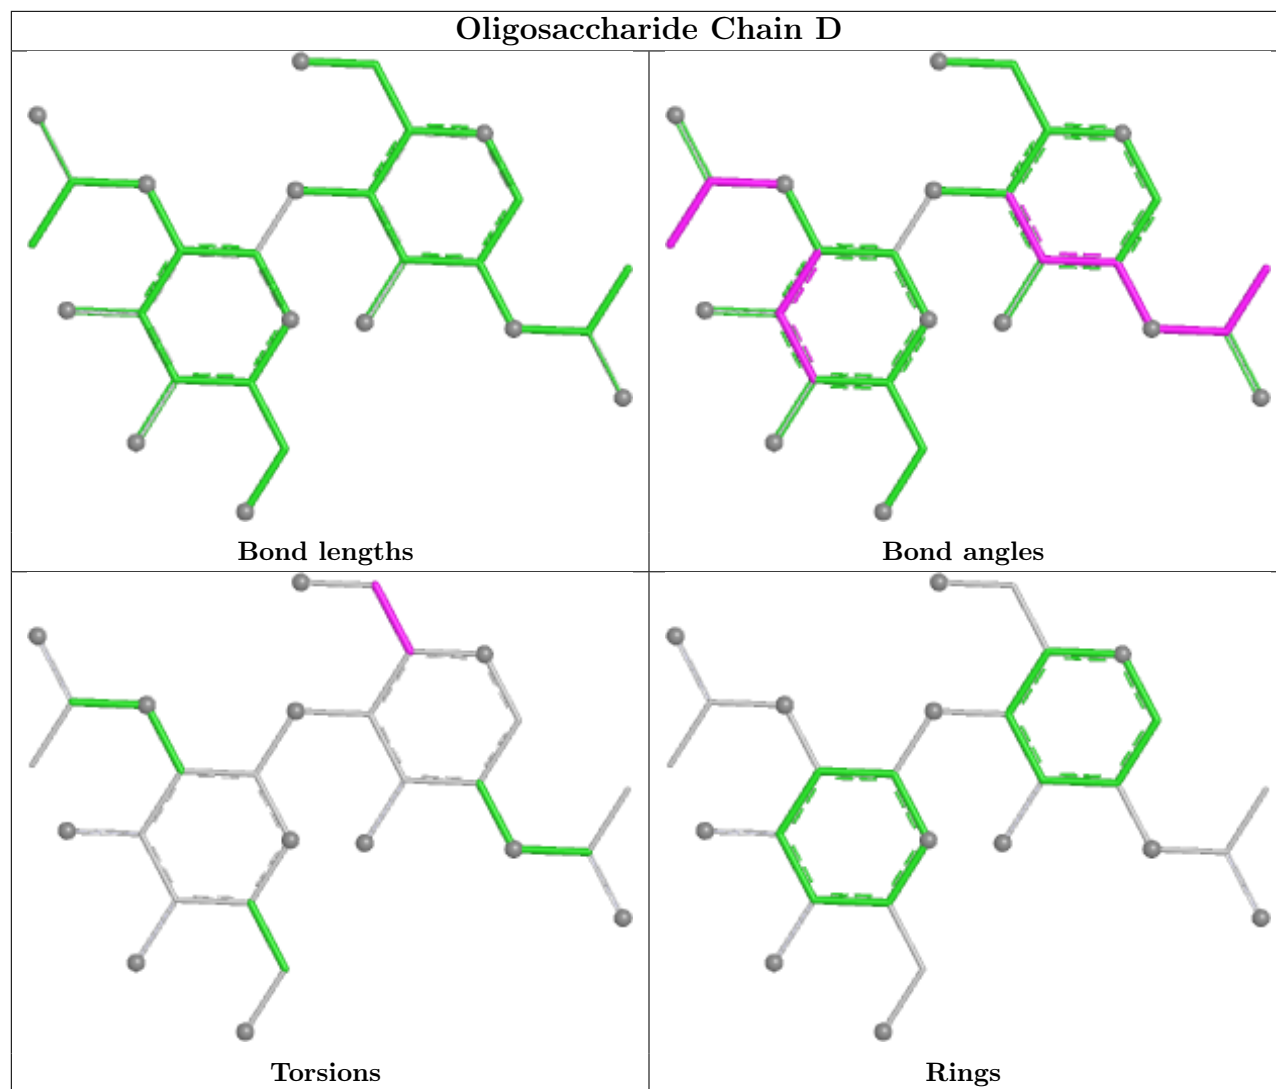 Oligosaccharide Chain D
Bond lengths
Bond angles
Torsions
Rings